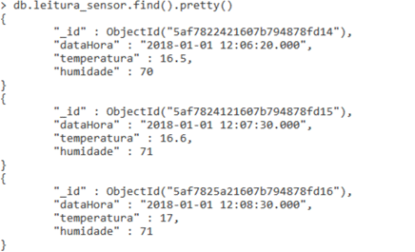 > db.leitura_sensor.find().pretty()
{
"_id" : ObjectId("5af7822421607b794878fd14"),
"dataHora" : "2018-01-01 12:06:20.000",
"temperatura" : 16.5,
"humidade" : 70
}
{
"_id" : ObjectId("5af7824121607b794878fd15"),
"dataHora" : "2018-01-01 12:07:30.000",
"temperatura" : 16.6,
"humidade" : 71
}
{
"_id" : ObjectId("5af7825a21607b794878fd16"),
"dataHora" : "2018-01-01 12:08:30.000",
"temperatura" : 17,
"humidade" : 71
}